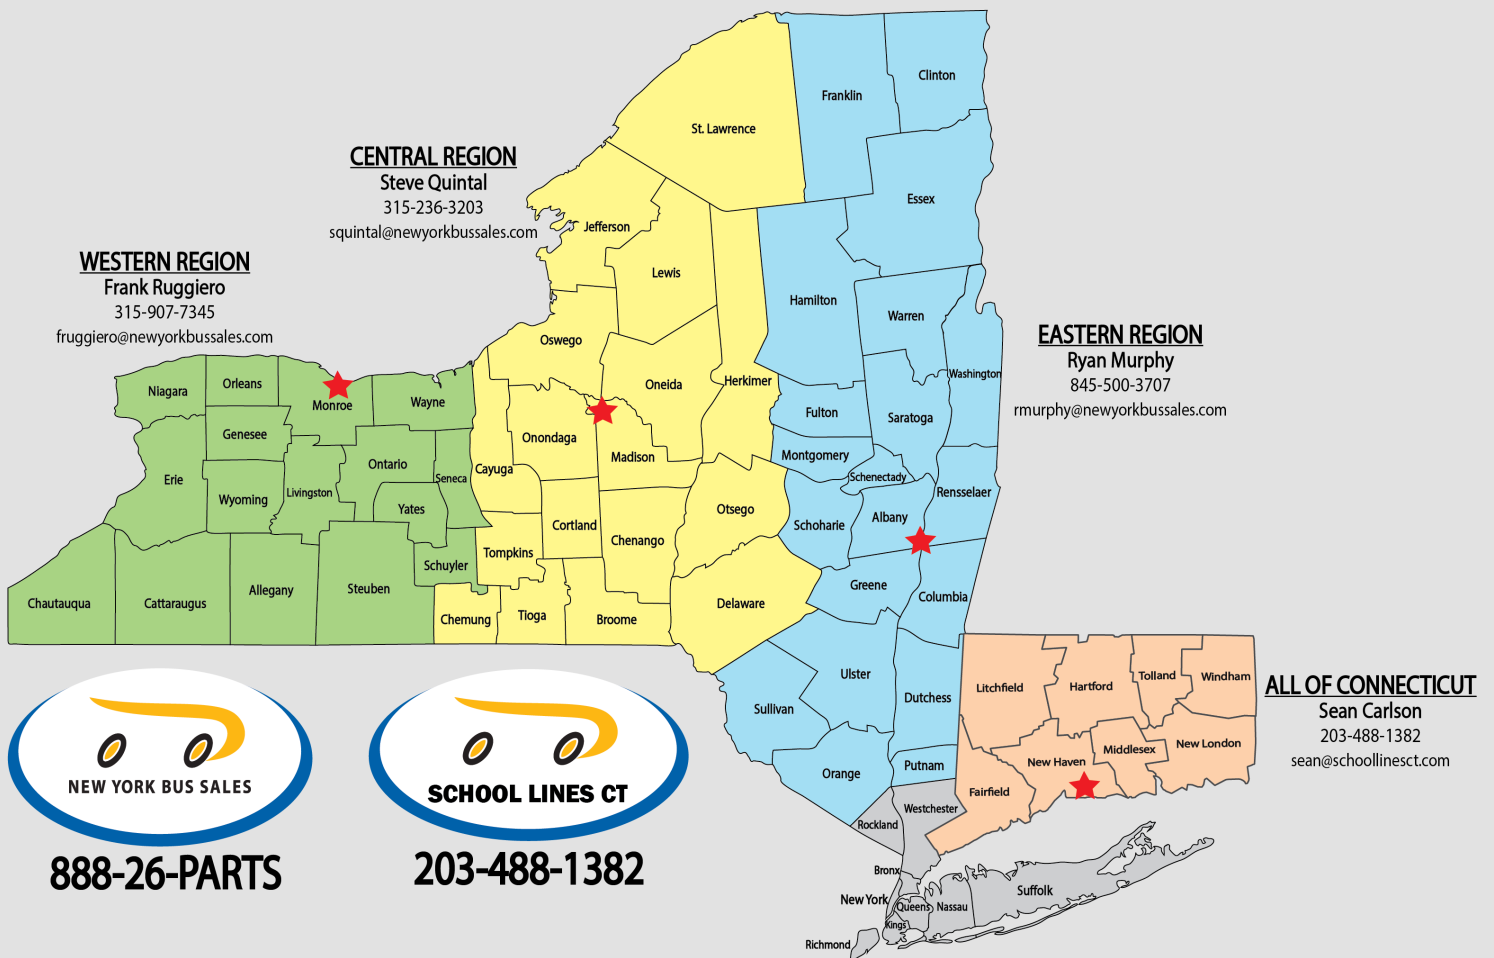 CENTRAL REGION
Steve Quintal
315-236-3203
squintal@newyorkbussales.com
WESTERN REGION
Frank Ruggiero
315-907-7345
fruggiero@newyorkbussales.com
EASTERN REGION
Ryan Murphy
845-500-3707
rmurphy@newyorkbussales.com
ALL OF CONNECTICUT
Sean Carlson
203-488-1382
sean@schoollinesct.com
Clinton
Franklin
St. Lawrence
Essex
Jefferson
Lewis
Hamilton
Warren
Oswego
Washington
Herkimer
Oneida
Niagara
Orleans
Monroe
Wayne
Fulton
Saratoga
Genesee
Onondaga
Madison
Montgomery
Ontario
Cayuga
Seneca
Schenectady
Erie
Wyoming
Livingston
Yates
Rensselaer
Otsego
Albany
Schoharie
Cortland
Chenango
Tompkins
Schuyler
Greene
Columbia
Chautauqua
Cattaraugus
Allegany
Steuben
Chemung
Tioga
Broome
Delaware
Ulster
Dutchess
Sullivan
Litchfield
Hartford
Tolland
Windham
Orange
Putnam
New Haven
Middlesex
New London
Fairfield
Rockland
Westchester
Bronx
New York
Queens
Nassau
Suffolk
Kings
Richmond
NEW YORK BUS SALES
888-26-PARTS
SCHOOL LINES CT
203-488-1382